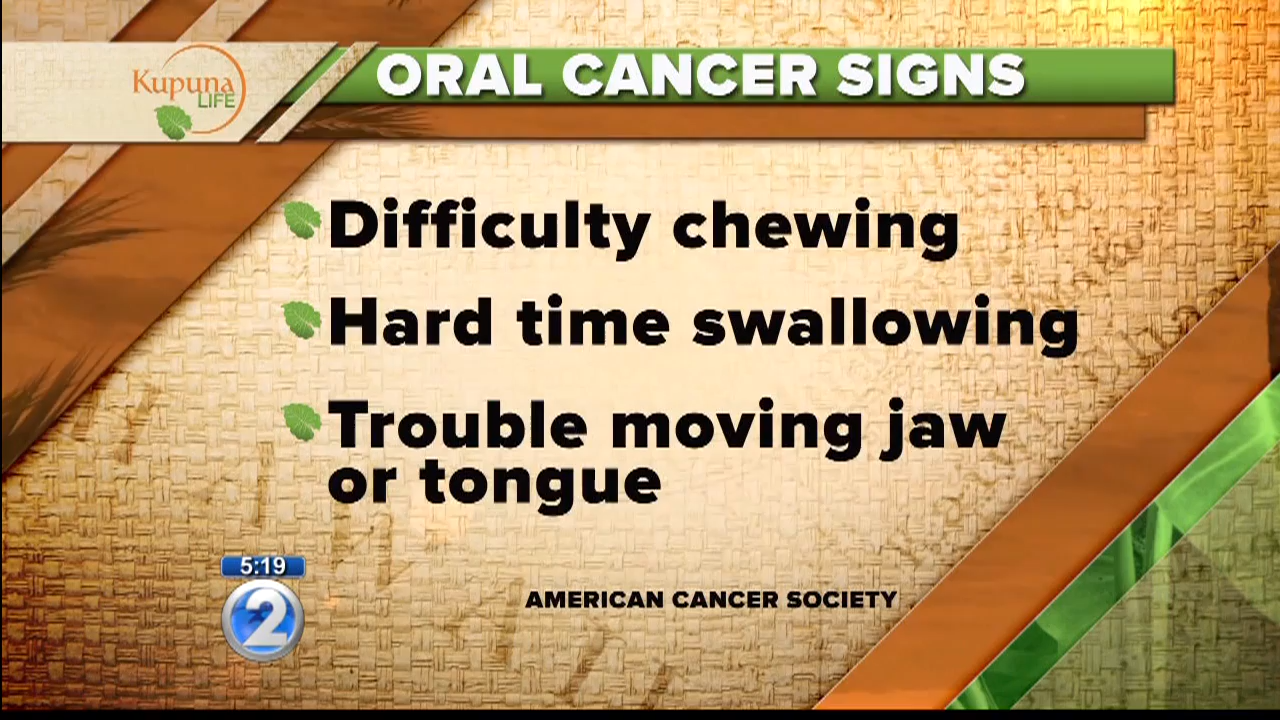 Kupuna
LIFE
ORAL CANCER SIGNS
Difficulty chewing
Hard time swallowing
Trouble moving jaw
or tongue
5:19
2
AMERICAN CANCER SOCIETY